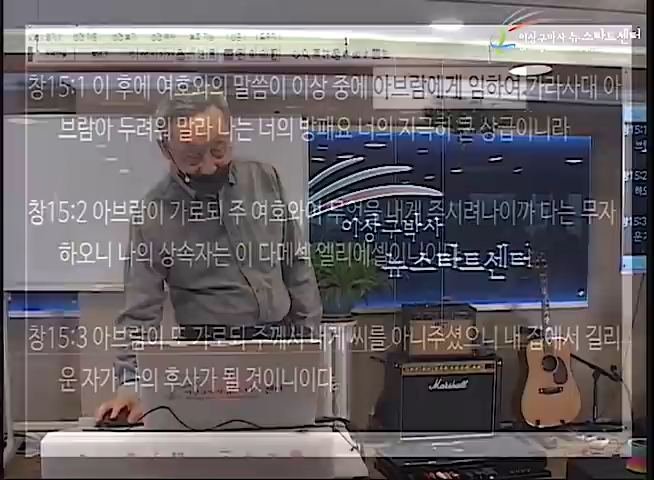 이상구박사 뉴스타트센터
창15:1 이 후에 여호와의 말씀이 이상 중에 아브람에게 임하여 가라사대 아
브람아 두려워 말라 나는 너의 방패요 너의 지극히 큰 상급이니라
창15:2 아브람이 가로되 주 여호와여 무엇을 내게 주시려나이까 나는 무자
하오니 나의 상속자는 이 다메섹 엘리에셀이니이다
이상구박사
뉴스타트센터
창15:3 아브람이 또 가로되 주께서 내게 씨를 아니주셨으니 내 집에서 길리
운 자가 나의 후사가 될 것이니이다
Marshall